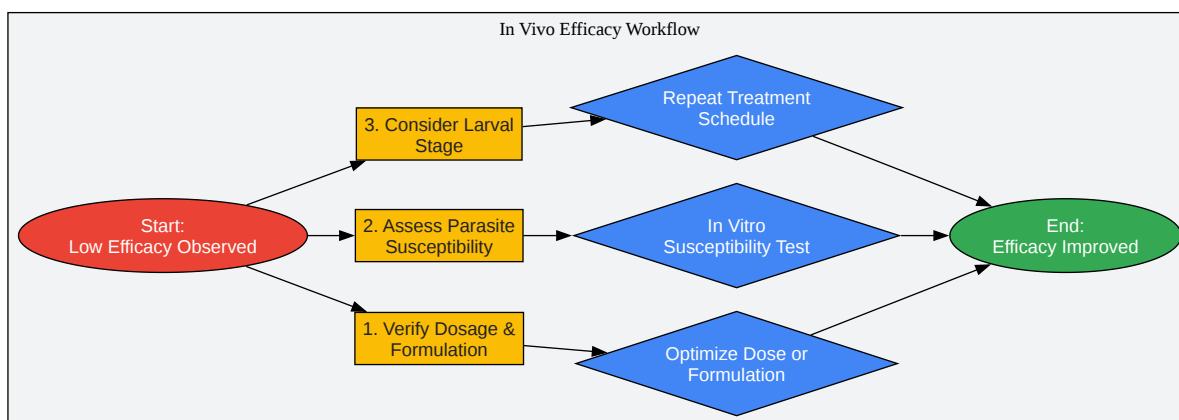 In Vivo Efficacy Workflow
Repeat Treatment
Schedule
3. Consider Larval
Stage
Start:
Low Efficacy Observed
2. Assess Parasite
Susceptibility
In Vitro
Susceptibility Test
End:
Efficacy Improved
1. Verify Dosage &
Formulation
Optimize Dose or
Formulation